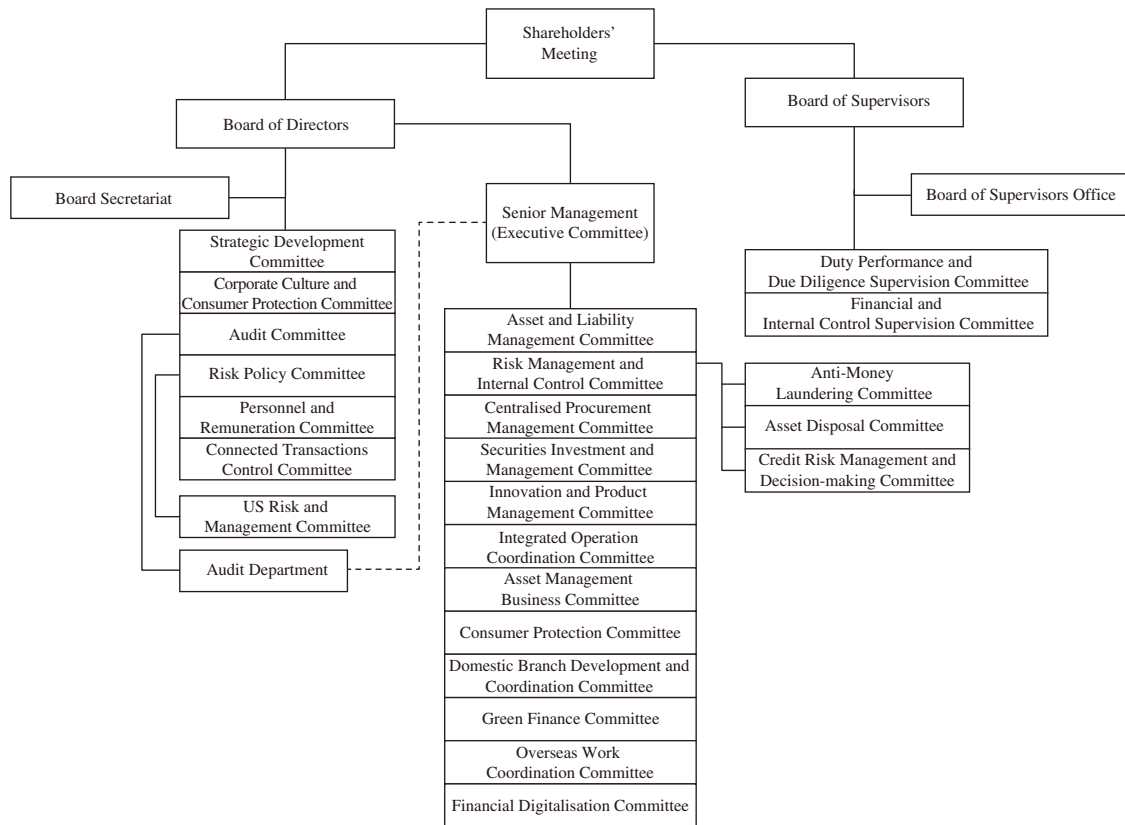 Shareholders'
Meeting
Board of Directors
Board of Supervisors
Board Secretariat
Board of Supervisors Office
Senior Management
(Executive Committee)
Strategic Development
Committee
Corporate Culture and
Consumer Protection Committee
Audit Committee
Risk Policy Committee
Personnel and
Remuneration Committee
Connected Transactions
Control Committee
US Risk and
Management Committee
Audit Department
Asset and Liability
Management Committee
Risk Management and
Internal Control Committee
Centralised Procurement
Management Committee
Securities Investment and
Management Committee
Innovation and Product
Management Committee
Integrated Operation
Coordination Committee
Asset Management
Business Committee
Consumer Protection Committee
Domestic Branch Development and
Coordination Committee
Green Finance Committee
Overseas Work
Coordination Committee
Financial Digitalisation Committee
Anti-Money
Laundering Committee
Asset Disposal Committee
Credit Risk Management and
Decision-making Committee
Duty Performance and
Due Diligence Supervision Committee
Financial and
Internal Control Supervision Committee